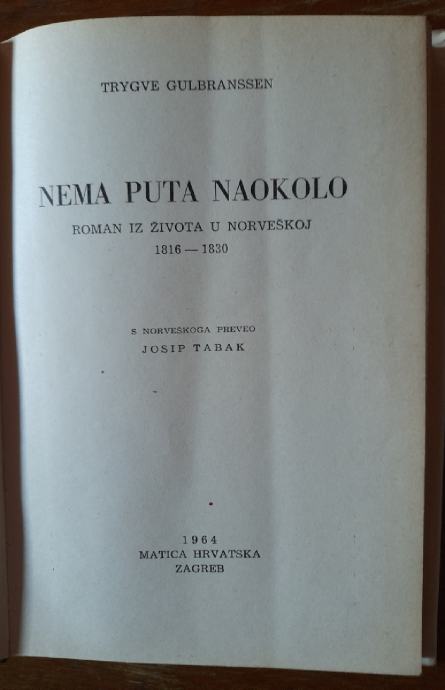 TRYGVE GULBRANSSEN
NEMA PUTA NAOKOLO
ROMAN IZ ŽIVOTA U NORVEŠKOJ
1816 — 1830
S NORVEŠKOGA PREVEO
JOSIP TABAK
1964
MATICA HRVATSKA
ZAGREB